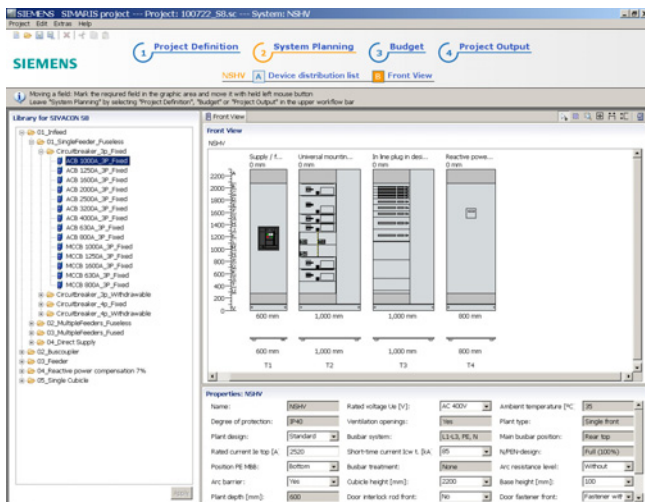 SIEMENS SIMARIS project --- Project: 100722_S8.sc --- System: NSHV
Project Edit Extras Help
SIEMENS
1 Project Definition 2 System Planning 3 Budget 4 Project Output
NSHV A Device distribution list B Front View
Moving a field: Mark the required field in the graphic area and move it with held left mouse button
Leave "System Planning" by selecting "Project Definition", "Budget" or "Project Output" in the upper workflow bar
Library for SIVACON S8
01_Infeed
01_SingleFeeder_Fuseless
Circuitbreaker_3p_Fixed
ACB 1000A_3P_Fixed
ACB 1250A_3P_Fixed
ACB 1600A_3P_Fixed
ACB 2000A_3P_Fixed
ACB 2500A_3P_Fixed
ACB 3200A_3P_Fixed
ACB 4000A_3P_Fixed
ACB 630A_3P_Fixed
ACB 800A_3P_Fixed
MCCB 1000A_3P_Fixed
MCCB 1250A_3P_Fixed
MCCB 1600A_3P_Fixed
MCCB 630A_3P_Fixed
MCCB 800A_3P_Fixed
Circuitbreaker_3p_Withdrawable
Circuitbreaker_4p_Fixed
Circuitbreaker_4p_Withdrawable
02_MultipleFeeders_Fuseless
03_MultipleFeeders_Fused
04_Direct Supply
02_Buscoupler
03_Feeder
04_Reactive power compensation 7%
05_Single Cubicle
Apply
Front View
Front View
NSHV
Supply / f... Universal mountin... In line plug in des... Reactive powe...
0 mm 0 mm 0 mm 0 mm
2200
2000
1800
1600
1400
1200
1000
800
600
400
200
0
600 mm 1,000 mm 1,000 mm 800 mm
600 mm 1,000 mm 1,000 mm 800 mm
T1 T2 T3 T4
Properties: NSHV
Name: NSHV Rated voltage Ue [V]: AC 400V Ambient temperature [°C 35
Degree of protection: IP40 Ventilation openings: Yes Plant type: Single front
Plant design: Standard Busbar system: L1-L3, PE, N Main busbar position: Rear top
Rated current Ie top [A 2520 Short-time current Icw t. [kA 85 N/PEN-design: Full (100%)
Position PE MBB: Bottom Busbar treatment: None Arc resistance level: Without
Arc barrier: Yes Cubicle height [mm]: 2200 Base height [mm]: 100
Plant depth [mm]: 600 Door interlock rod front: No Door fastener front: Fastener wit